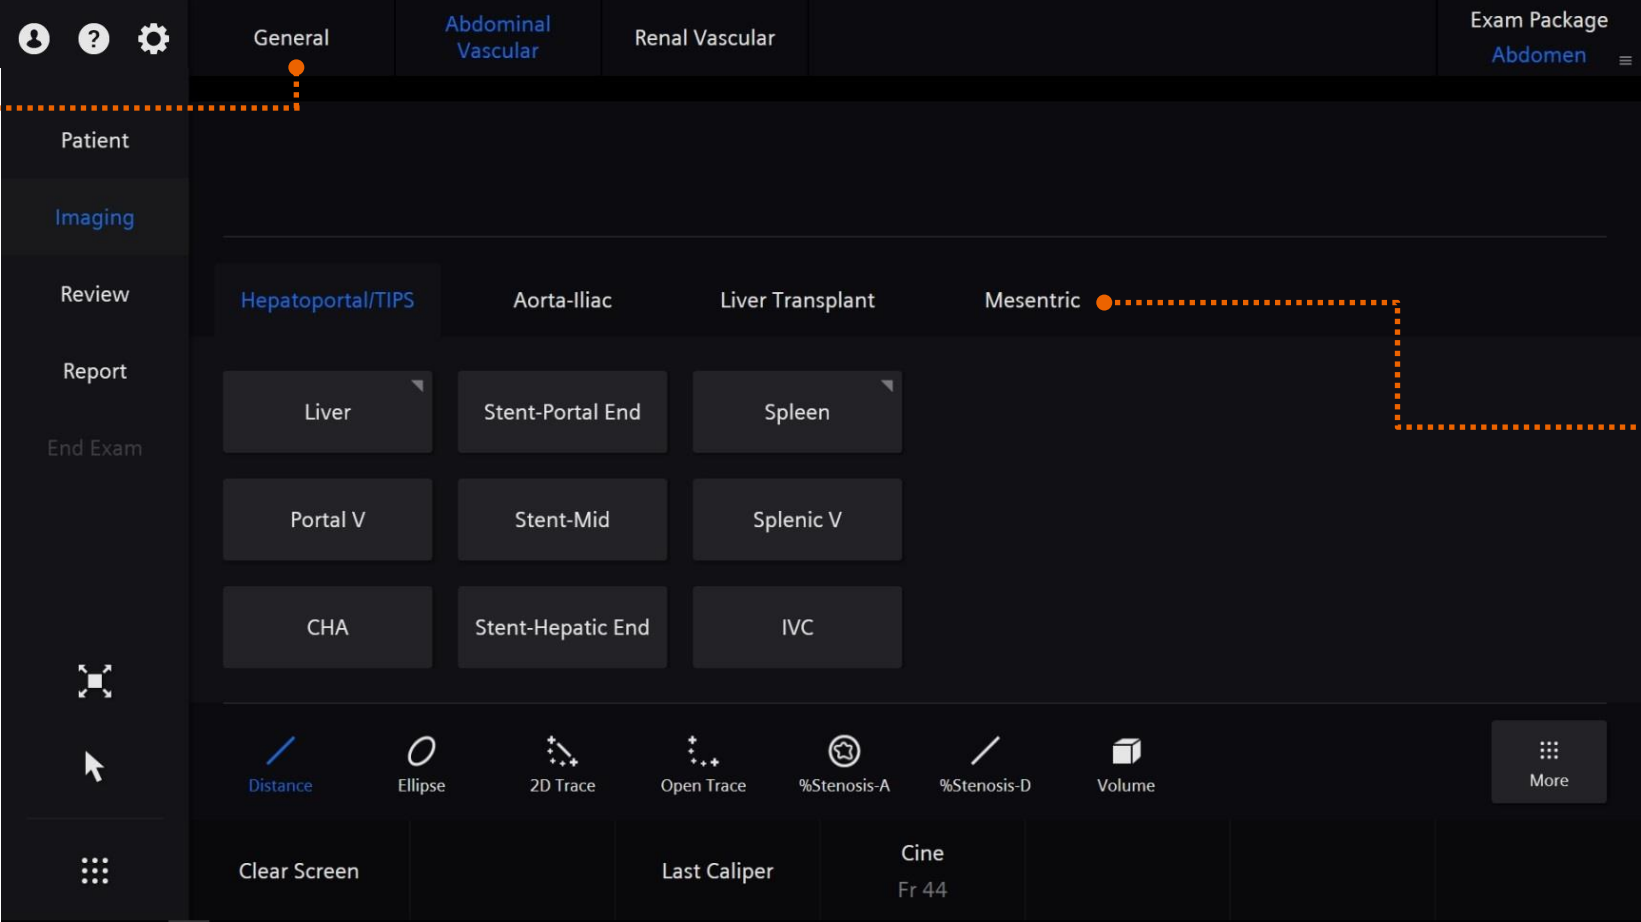 General
Abdominal
Vascular
Renal Vascular
Exam Package
Abdomen
Patient
Imaging
Review
Report
End Exam
Hepatoportal/TIPS
Aorta-Iliac
Liver Transplant
Mesentric
Liver
Stent-Portal End
Spleen
Portal V
Stent-Mid
Splenic V
CHA
Stent-Hepatic End
IVC
Distance
Ellipse
2D Trace
Open Trace
%Stenosis-A
%Stenosis-D
Volume
More
Clear Screen
Last Caliper
Cine
Fr 44